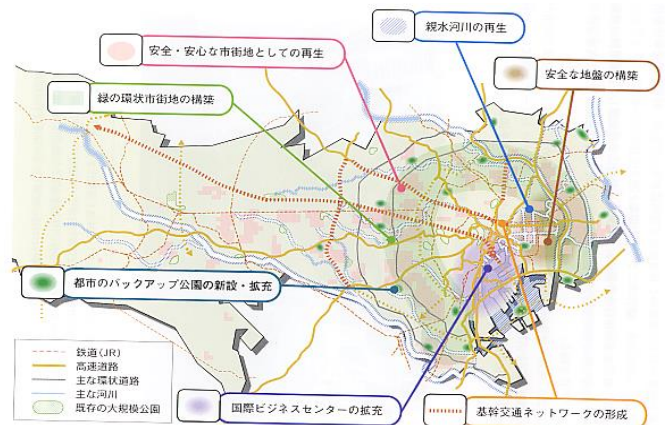 親水河川の再生
安全・安心な市街地としての再生
安全な地盤の構築
緑の環状市街地の構築
都市のバックアップ公園の新設・拡充
鉄道(JR)
高速道路
主な環状道路
主な河川
既存の大規模公園
国際ビジネスセンターの拡充
基幹交通ネットワークの形成